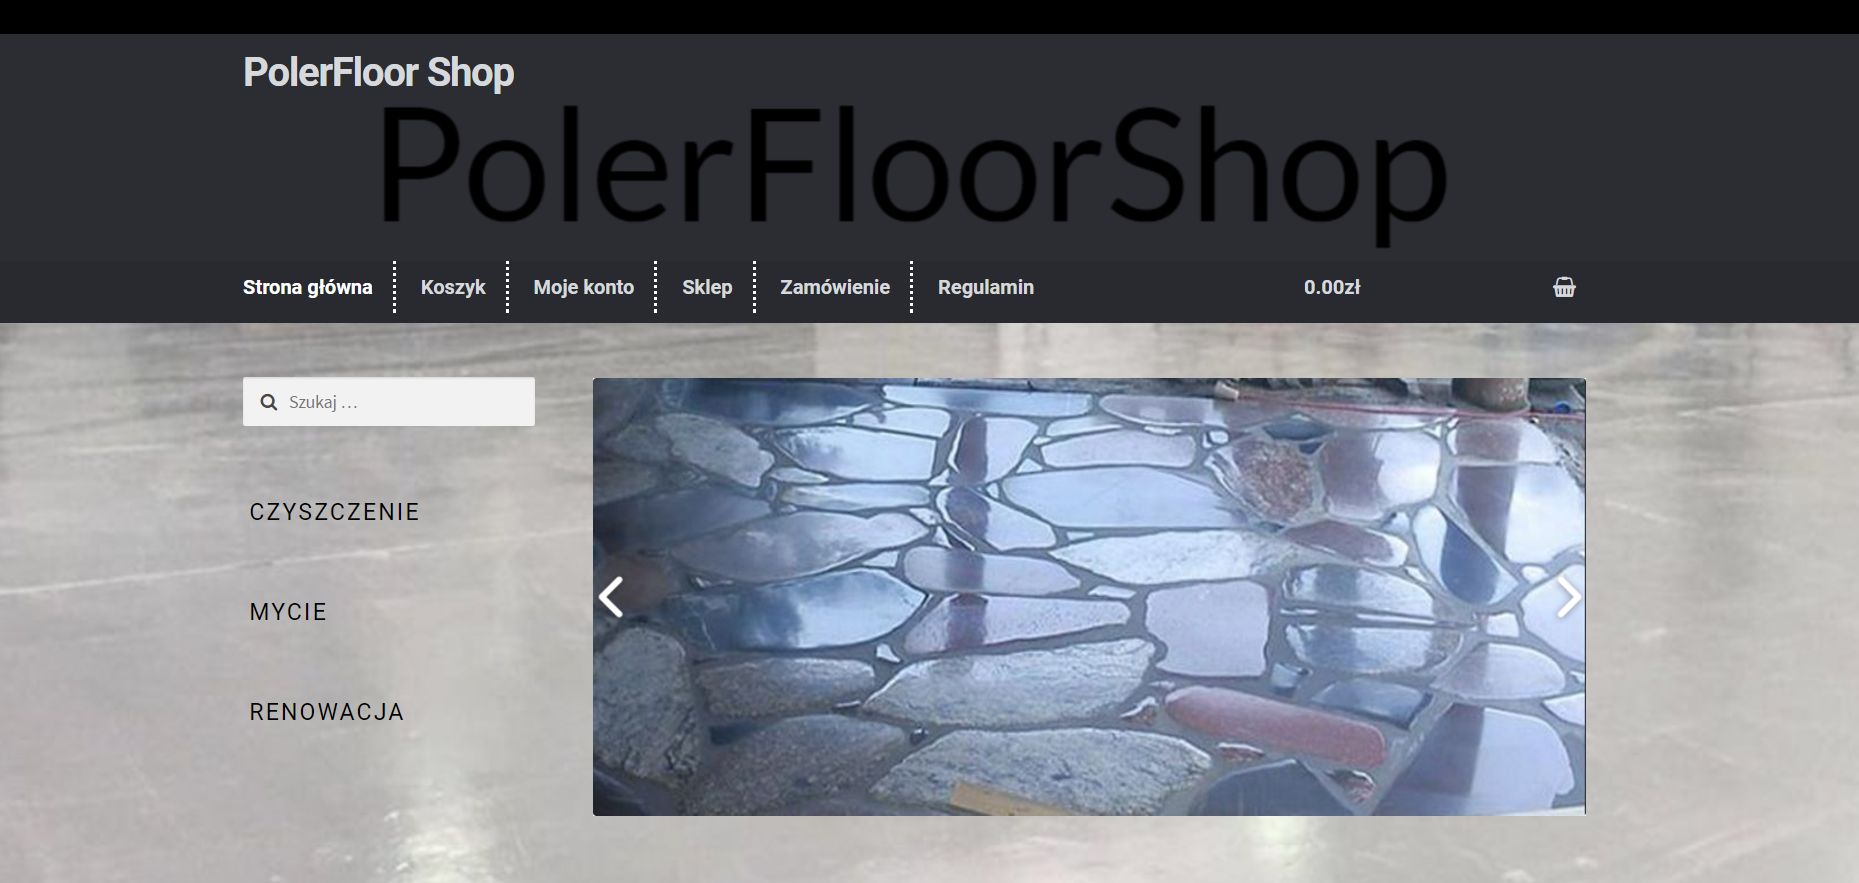 PolerFloor Shop
PolerFloorShop
Strona główna
Koszyk
Moje konto
Sklep
Zamówienie
Regulamin
0.00zł
Szukaj …
CZYSZCZENIE
MYCIE
RENOWACJA